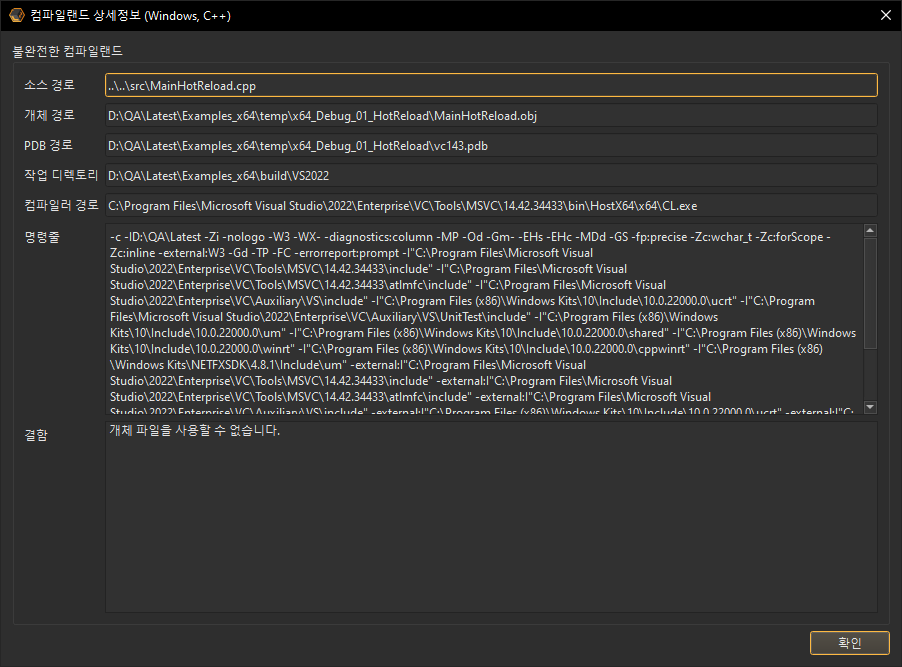 컴파일랜드 상세정보 (Windows, C++)
불완전한 컴파일랜드
소스 경로
..\..\src\MainHotReload.cpp
개체 경로
D:\QA\Latest\Examples_x64\temp\x64_Debug_01_HotReload\MainHotReload.obj
PDB 경로
D:\QA\Latest\Examples_x64\temp\x64_Debug_01_HotReload\vc143.pdb
작업 디렉토리
D:\QA\Latest\Examples_x64\build\VS2022
컴파일러 경로
C:\Program Files\Microsoft Visual Studio\2022\Enterprise\VC\Tools\MSVC\14.42.34433\bin\HostX64\x64\CL.exe
명령줄
-c -ID:\QA\Latest -Zi -nologo -W3 -WX- -diagnostics:column -MP -Od -Gm- -EHs -EHc -MDd -GS -fp:precise -Zc:wchar_t -Zc:forScope -
Zc:inline -external:W3 -Gd -TP -FC -errorreport:prompt -I"C:\Program Files\Microsoft Visual
Studio\2022\Enterprise\VC\Tools\MSVC\14.42.34433\include" -I"C:\Program Files\Microsoft Visual
Studio\2022\Enterprise\VC\Tools\MSVC\14.42.34433\atlmfc\include" -I"C:\Program Files\Microsoft Visual
Studio\2022\Enterprise\VC\Auxiliary\VS\include" -I"C:\Program Files (x86)\Windows Kits\10\Include\10.0.22000.0\ucrt" -I"C:\Program
Files\Microsoft Visual Studio\2022\Enterprise\VC\Auxiliary\VS\UnitTest\include" -I"C:\Program Files (x86)\Windows
Kits\10\Include\10.0.22000.0\um" -I"C:\Program Files (x86)\Windows Kits\10\Include\10.0.22000.0\shared" -I"C:\Program Files (x86)\Windows
Kits\10\Include\10.0.22000.0\winrt" -I"C:\Program Files (x86)\Windows Kits\10\Include\10.0.22000.0\cppwinrt" -I"C:\Program Files (x86)
\Windows Kits\NETFXSDK\4.8.1\Include\um" -external:I"C:\Program Files\Microsoft Visual
Studio\2022\Enterprise\VC\Tools\MSVC\14.42.34433\include" -external:I"C:\Program Files\Microsoft Visual
Studio\2022\Enterprise\VC\Tools\MSVC\14.42.34433\atlmfc\include" -external:I"C:\Program Files\Microsoft Visual
Studio\2022\Enterprise\VC\Auxiliary\VS\include" -external:I"C:\Program Files (x86)\Windows Kits\10\Include\10.0.22000.0\ucrt" -external:I"C:
결함
개체 파일을 사용할 수 없습니다.
확인